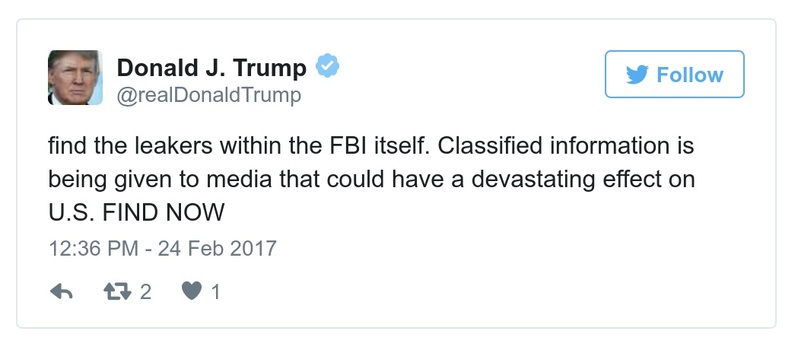 Donald J. Trump
@realDonaldTrump
Follow
find the leakers within the FBI itself. Classified information is
being given to media that could have a devastating effect on
U.S. FIND NOW
12:36 PM - 24 Feb 2017
2 1